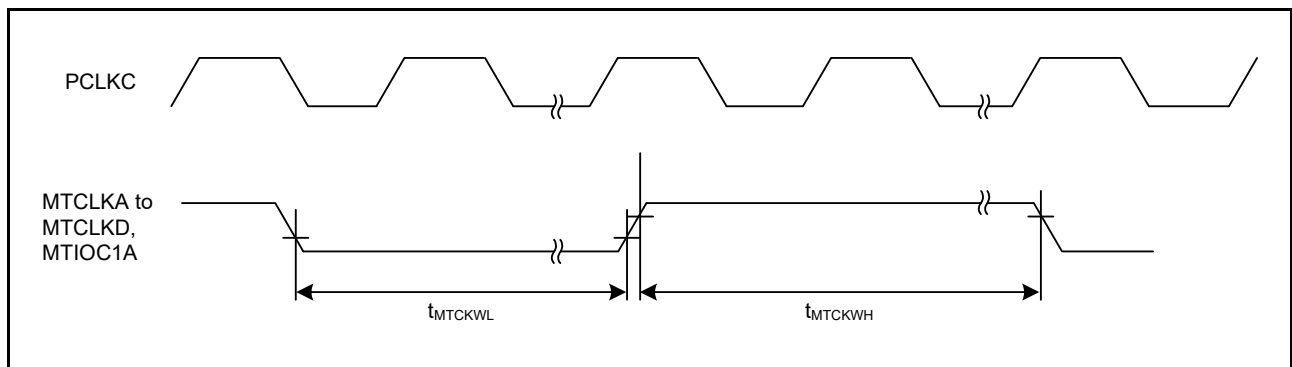 PCLKC
MTCLKA to
MTCLKD,
MTIOC1A
tMTCKWL
tMTCKWH